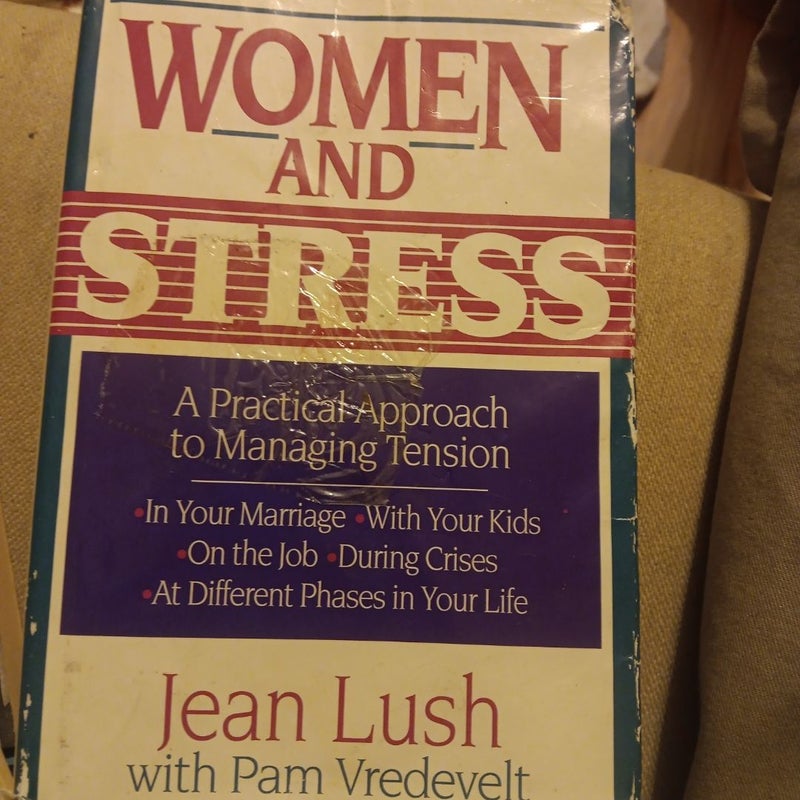 WOMEN
AND
STRESS
A Practical Approach
to Managing Tension
•In Your Marriage •With Your Kids
•On the Job •During Crises
•At Different Phases in Your Life
Jean Lush
with Pam Vredevelt